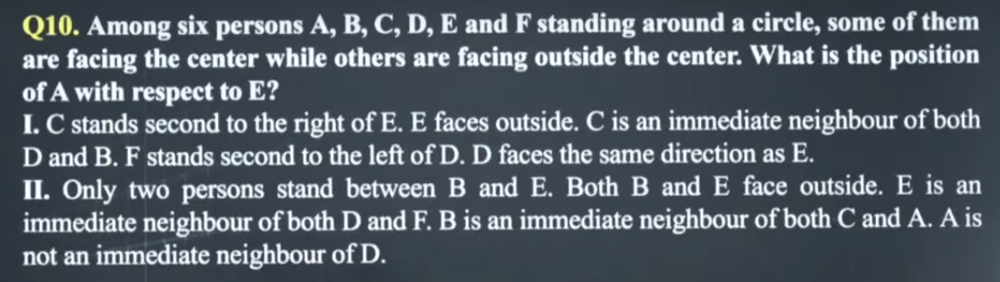 Q10. Among six persons A, B, C, D, E and F standing around a circle, some of them
are facing the center while others are facing outside the center. What is the position
of A with respect to E?
I. C stands second to the right of E. E faces outside. C is an immediate neighbour of both
D and B. F stands second to the left of D. D faces the same direction as E.
II. Only two persons stand between B and E. Both B and E face outside. E is an
immediate neighbour of both D and F. B is an immediate neighbour of both C and A. A is
not an immediate neighbour of D.